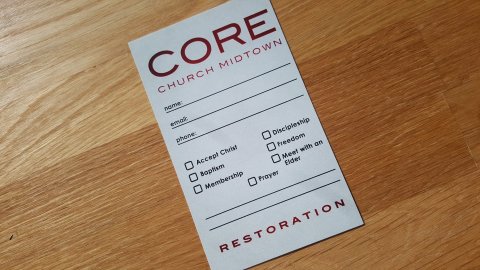 CORE
CHURCH MIDTOWN
name:
email:
phone:
Accept Christ
Baptism
Membership
Discipleship
Freedom
Meet with an
Elder
Prayer
RESTORATION